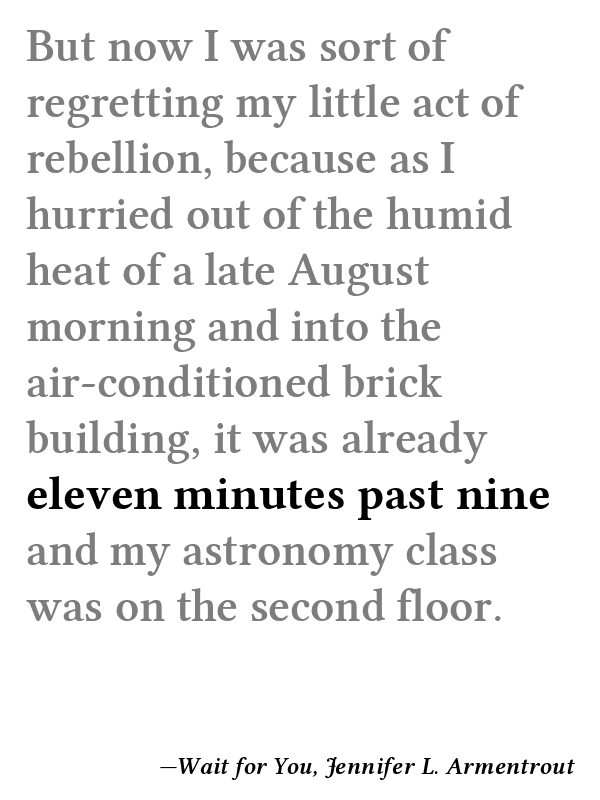 But now I was sort of
regretting my little act of
rebellion, because as I
hurried out of the humid
heat of a late August
morning and into the
air-conditioned brick
building, it was already
eleven minutes past nine
and my astronomy class
was on the second floor.
—Wait for You, Jennifer L. Armentrout